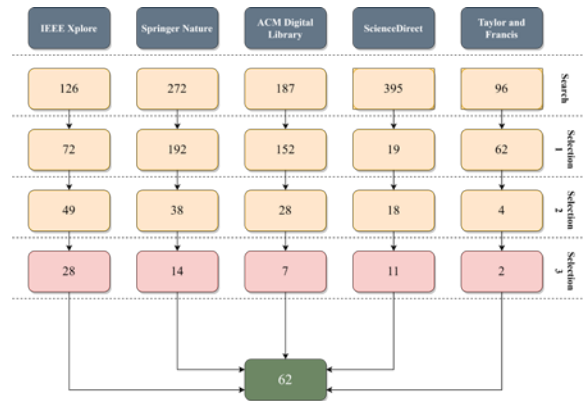 IEEE Xplore
Springer Nature
ACM Digital
Library
ScienceDirect
Taylor and
Francis
126
272
187
395
96
Search
72
192
152
19
62
Selection
1
49
38
28
18
4
Selection
2
28
14
7
11
2
Selection
3
62